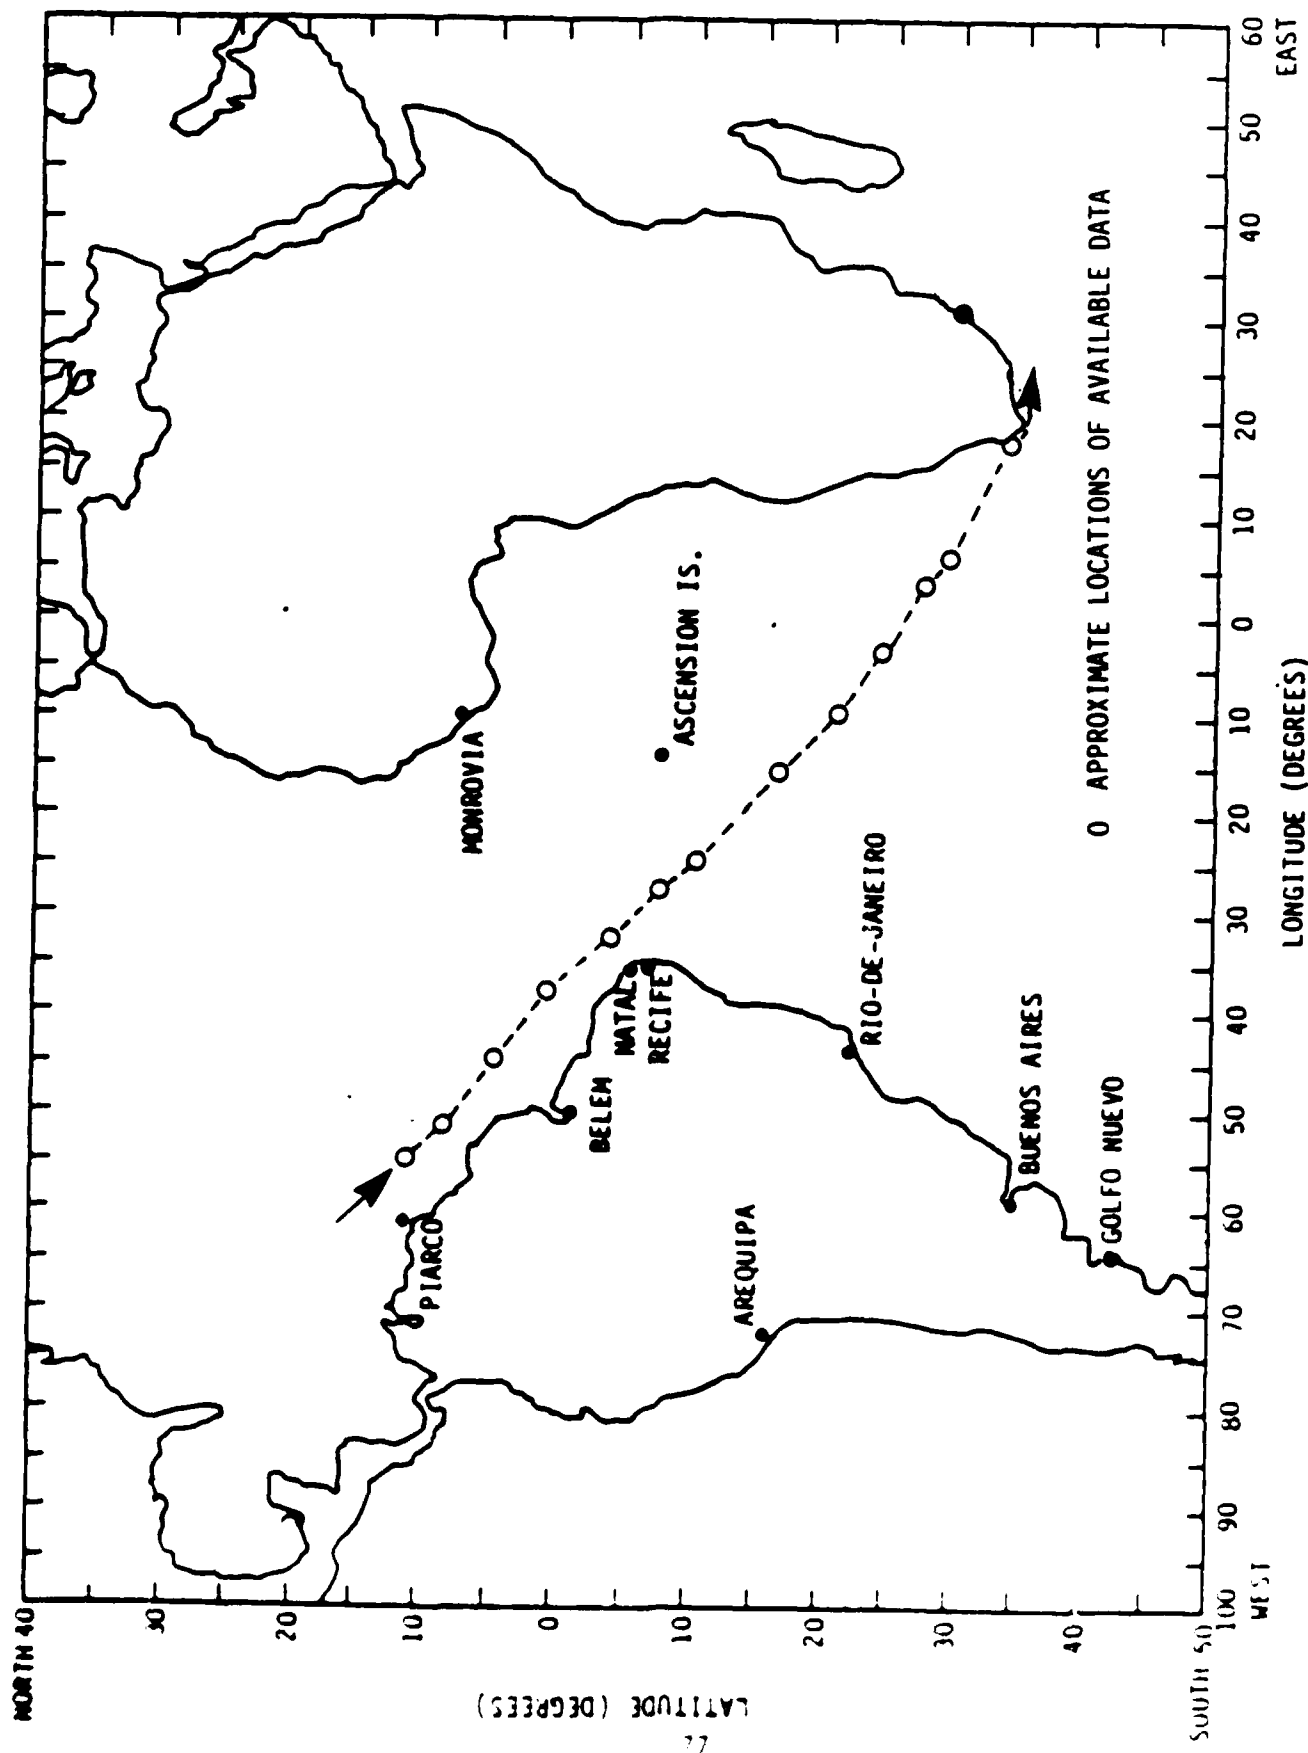 NORTH 40
30
20
10
0
10
20
30
40
SOUTH 50
LATITUDE (DEGREES)
MONROVIA
ASCENSION IS.
PIARCO
BELEM
NATAL
RECIFE
AREQUIPA
RIO-DE-JANEIRO
BUENOS AIRES
GOLFO NUEVO
O APPROXIMATE LOCATIONS OF AVAILABLE DATA
100 90 80 70 60 50 40 30 20 10 0 10 20 30 40 50 60
WEST EAST
LONGITUDE (DEGREES)